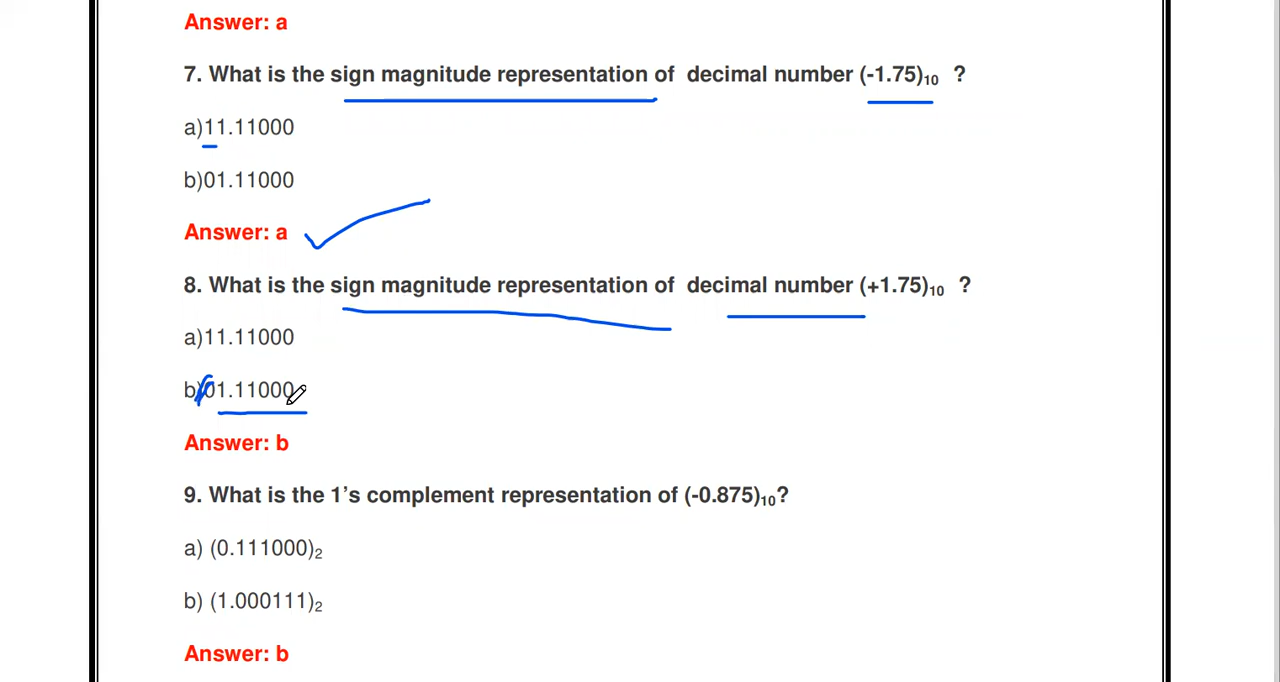 Answer: a
7. What is the sign magnitude representation of decimal number (-1.75)₁₀ ?
a)11.11000
b)01.11000
Answer: a
8. What is the sign magnitude representation of decimal number (+1.75)₁₀ ?
a)11.11000
b)01.11000
Answer: b
9. What is the 1’s complement representation of (-0.875)₁₀?
a) (0.111000)₂
b) (1.000111)₂
Answer: b